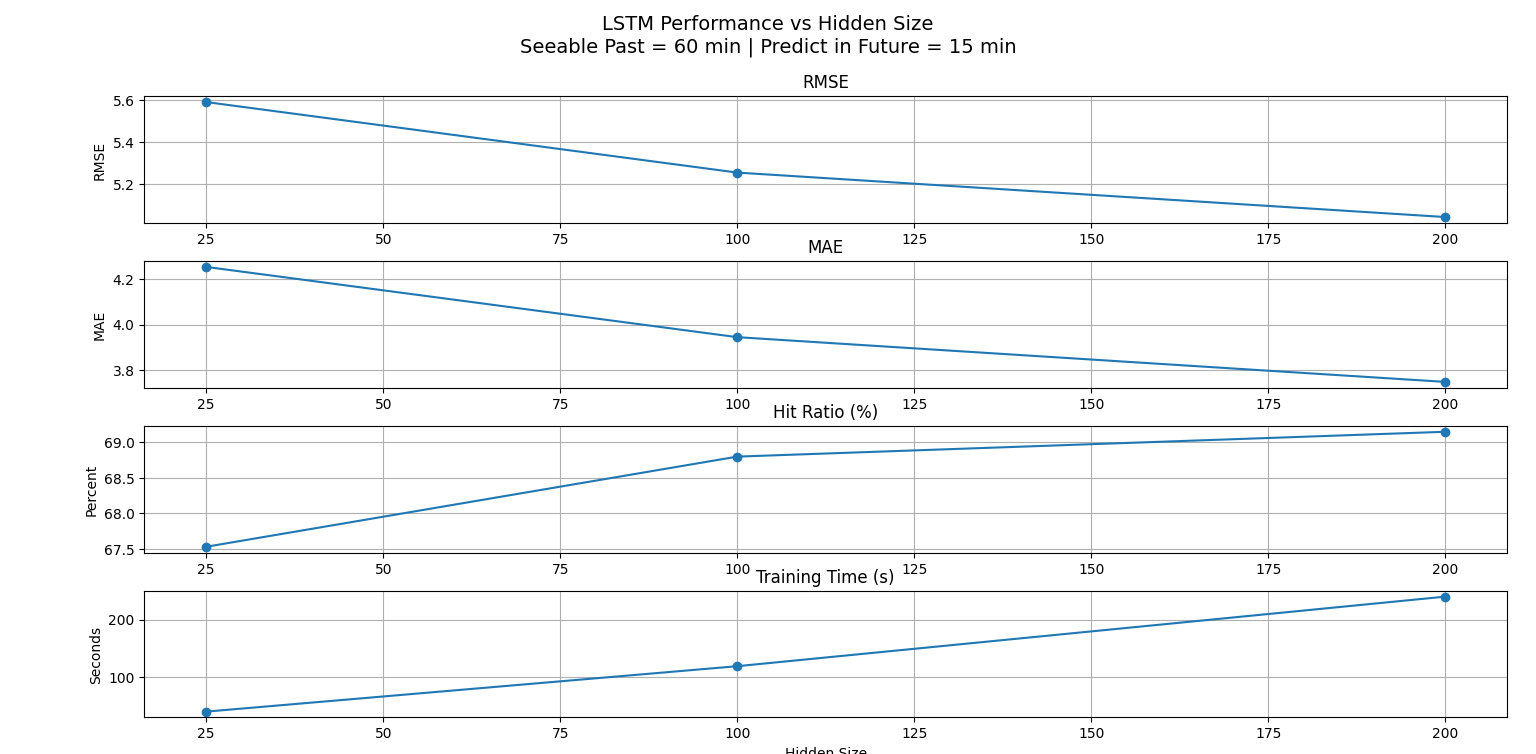 LSTM Performance vs Hidden Size
Seeable Past = 60 min | Predict in Future = 15 min
RMSE
5.6
5.4
5.2
RMSE
25 50 75 100 125 150 175 200
MAE
4.2
4.0
3.8
MAE
25 50 75 100 125 150 175 200
Hit Ratio (%)
69.0
68.5
68.0
67.5
Percent
25 50 75 100 125 150 175 200
Training Time (s)
200
100
Seconds
25 50 75 100 125 150 175 200
Hidden Size